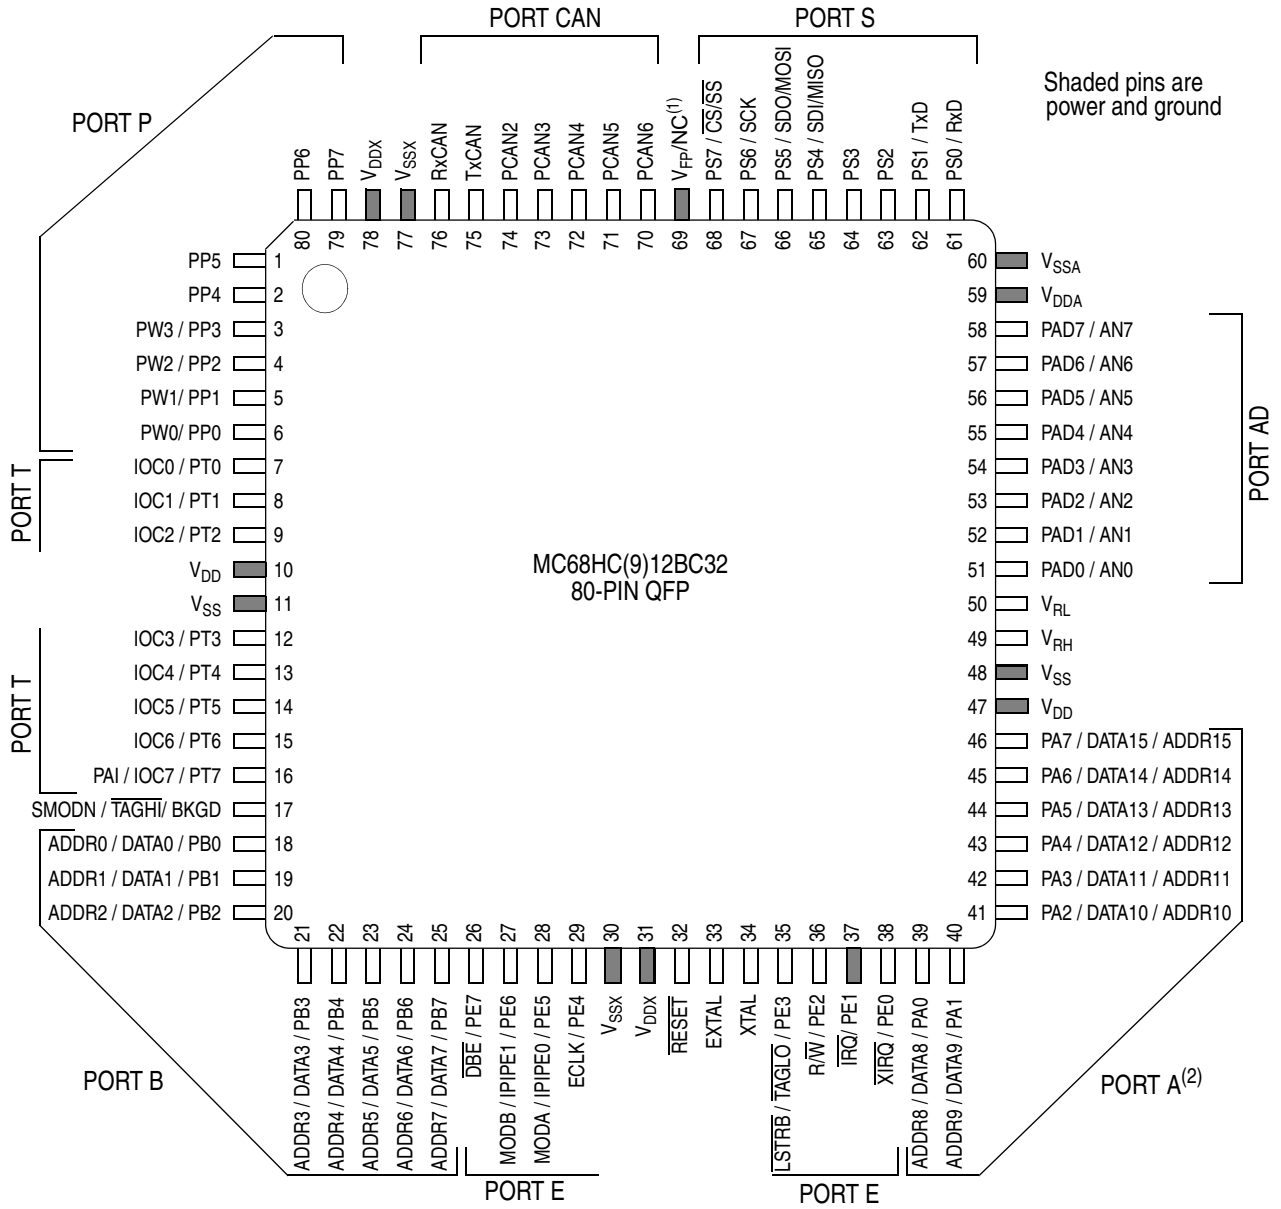 PORT CAN
PORT S
Shaded pins are
power and ground
PORT P
PP6
PP7
VDDX
VSSX
RxCAN
TxCAN
PCAN2
PCAN3
PCAN4
PCAN5
PCAN6
VFP/NC(1)
PS7 / CS/SS
PS6 / SCK
PS5 / SDO/MOSI
PS4 / SDI/MISO
PS3
PS2
PS1 / TxD
PS0 / RxD
80
79
78
77
76
75
74
73
72
71
70
69
68
67
66
65
64
63
62
61
PP5 1
PP4 2
PW3 / PP3 3
PW2 / PP2 4
PW1/ PP1 5
PW0/ PP0 6
PORT T
IOC0 / PT0 7
IOC1 / PT1 8
IOC2 / PT2 9
VDD 10
VSS 11
PORT T
IOC3 / PT3 12
IOC4 / PT4 13
IOC5 / PT5 14
IOC6 / PT6 15
PAI / IOC7 / PT7 16
SMODN / TAGHI/ BKGD 17
ADDR0 / DATA0 / PB0 18
ADDR1 / DATA1 / PB1 19
ADDR2 / DATA2 / PB2 20
MC68HC(9)12BC32
80-PIN QFP
60 VSSA
59 VDDA
58 PAD7 / AN7
57 PAD6 / AN6
56 PAD5 / AN5
55 PAD4 / AN4
54 PAD3 / AN3
53 PAD2 / AN2
52 PAD1 / AN1
51 PAD0 / AN0
PORT AD
50 VRL
49 VRH
48 VSS
47 VDD
46 PA7 / DATA15 / ADDR15
45 PA6 / DATA14 / ADDR14
44 PA5 / DATA13 / ADDR13
43 PA4 / DATA12 / ADDR12
42 PA3 / DATA11 / ADDR11
41 PA2 / DATA10 / ADDR10
21
22
23
24
25
26
27
28
29
30
31
32
33
34
35
36
37
38
39
40
ADDR3 / DATA3 / PB3
ADDR4 / DATA4 / PB4
ADDR5 / DATA5 / PB5
ADDR6 / DATA6 / PB6
ADDR7 / DATA7 / PB7
DBE / PE7
MODB / IPIPE1 / PE6
MODA / IPIPE0 / PE5
ECLK / PE4
VSSX
VDDX
RESET
EXTAL
XTAL
LSTRB / TAGLO / PE3
R/W / PE2
IRQ/ PE1
XIRQ / PE0
ADDR8 / DATA8 / PA0
ADDR9 / DATA9 / PA1
PORT B
PORT A(2)
PORT E
PORT E